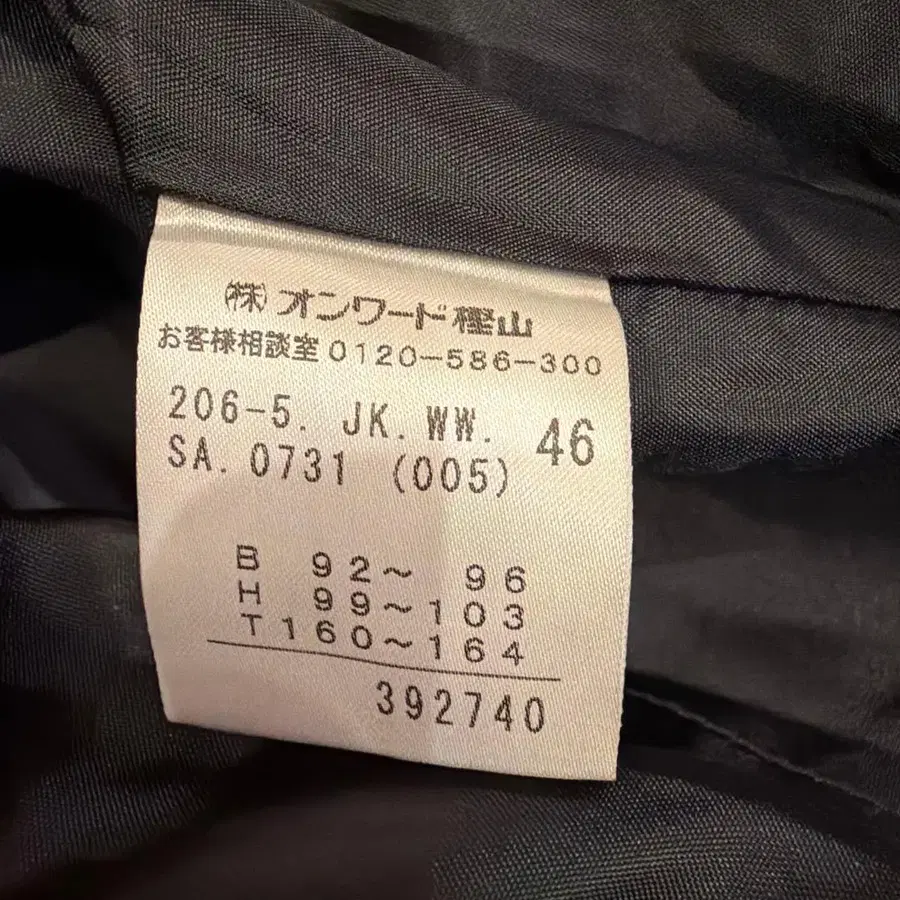 (株)オンワード樫山
お客様相談室 0120-586-300
206-5. JK. WW. 46
SA. 0731 (005)
B 92~ 96
H 99~103
T160~164
392740